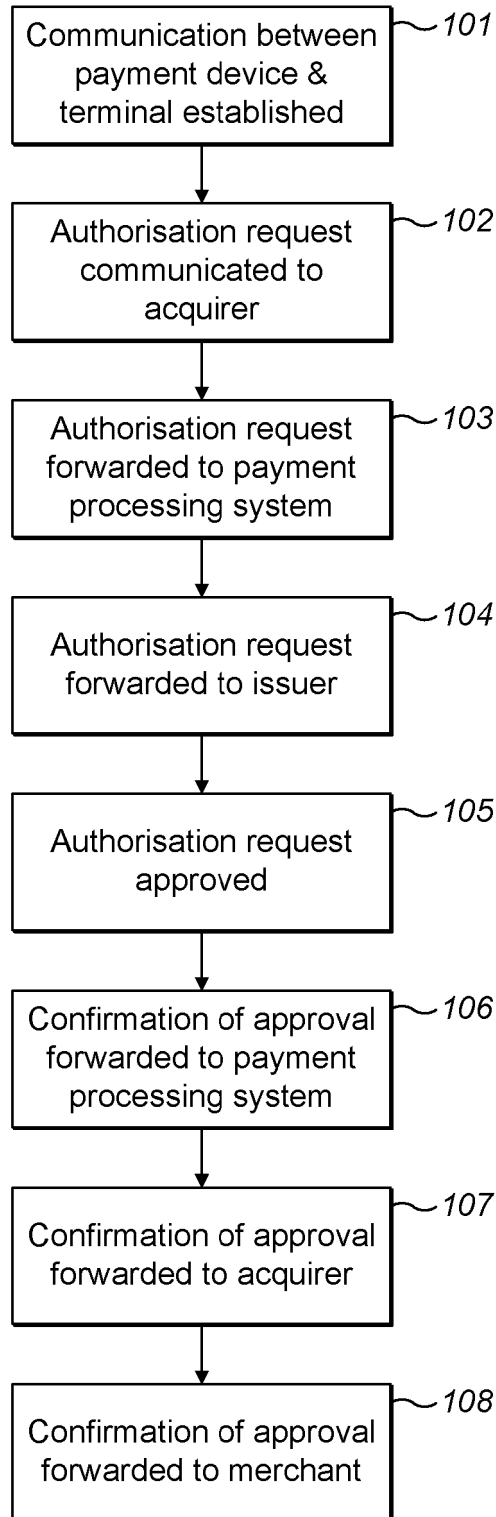 Communication between
payment device &
terminal established
101
Authorisation request
communicated to
acquirer
102
Authorisation request
forwarded to payment
processing system
103
Authorisation request
forwarded to issuer
104
Authorisation request
approved
105
Confirmation of approval
forwarded to payment
processing system
106
Confirmation of approval
forwarded to acquirer
107
Confirmation of approval
forwarded to merchant
108